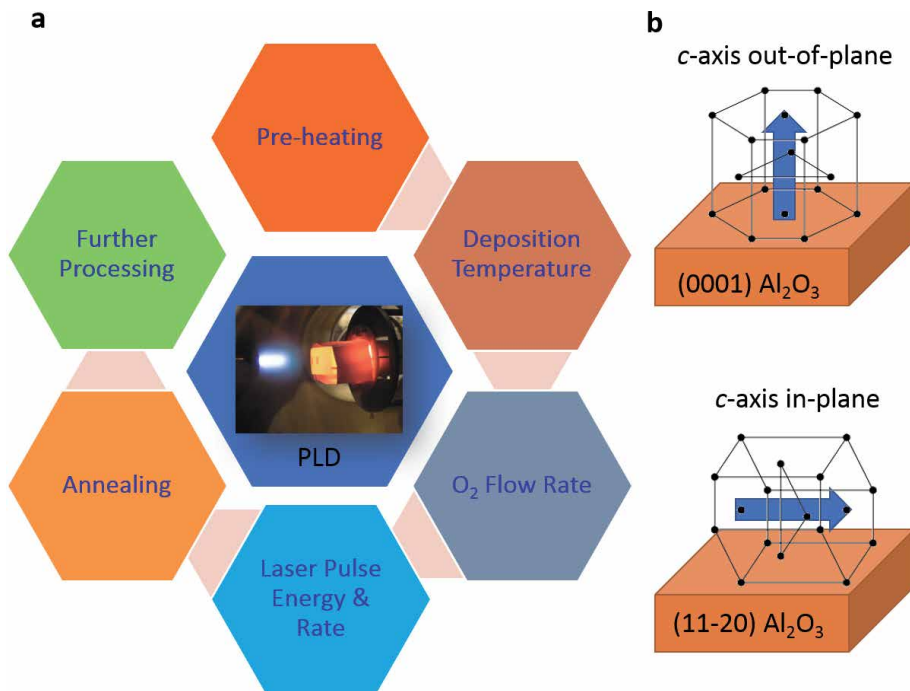 a
Pre-heating
Further
Processing
Deposition
Temperature
PLD
Annealing
O₂ Flow Rate
Laser Pulse
Energy &
Rate
b
c-axis out-of-plane
(0001) Al₂O₃
c-axis in-plane
(11-20) Al₂O₃